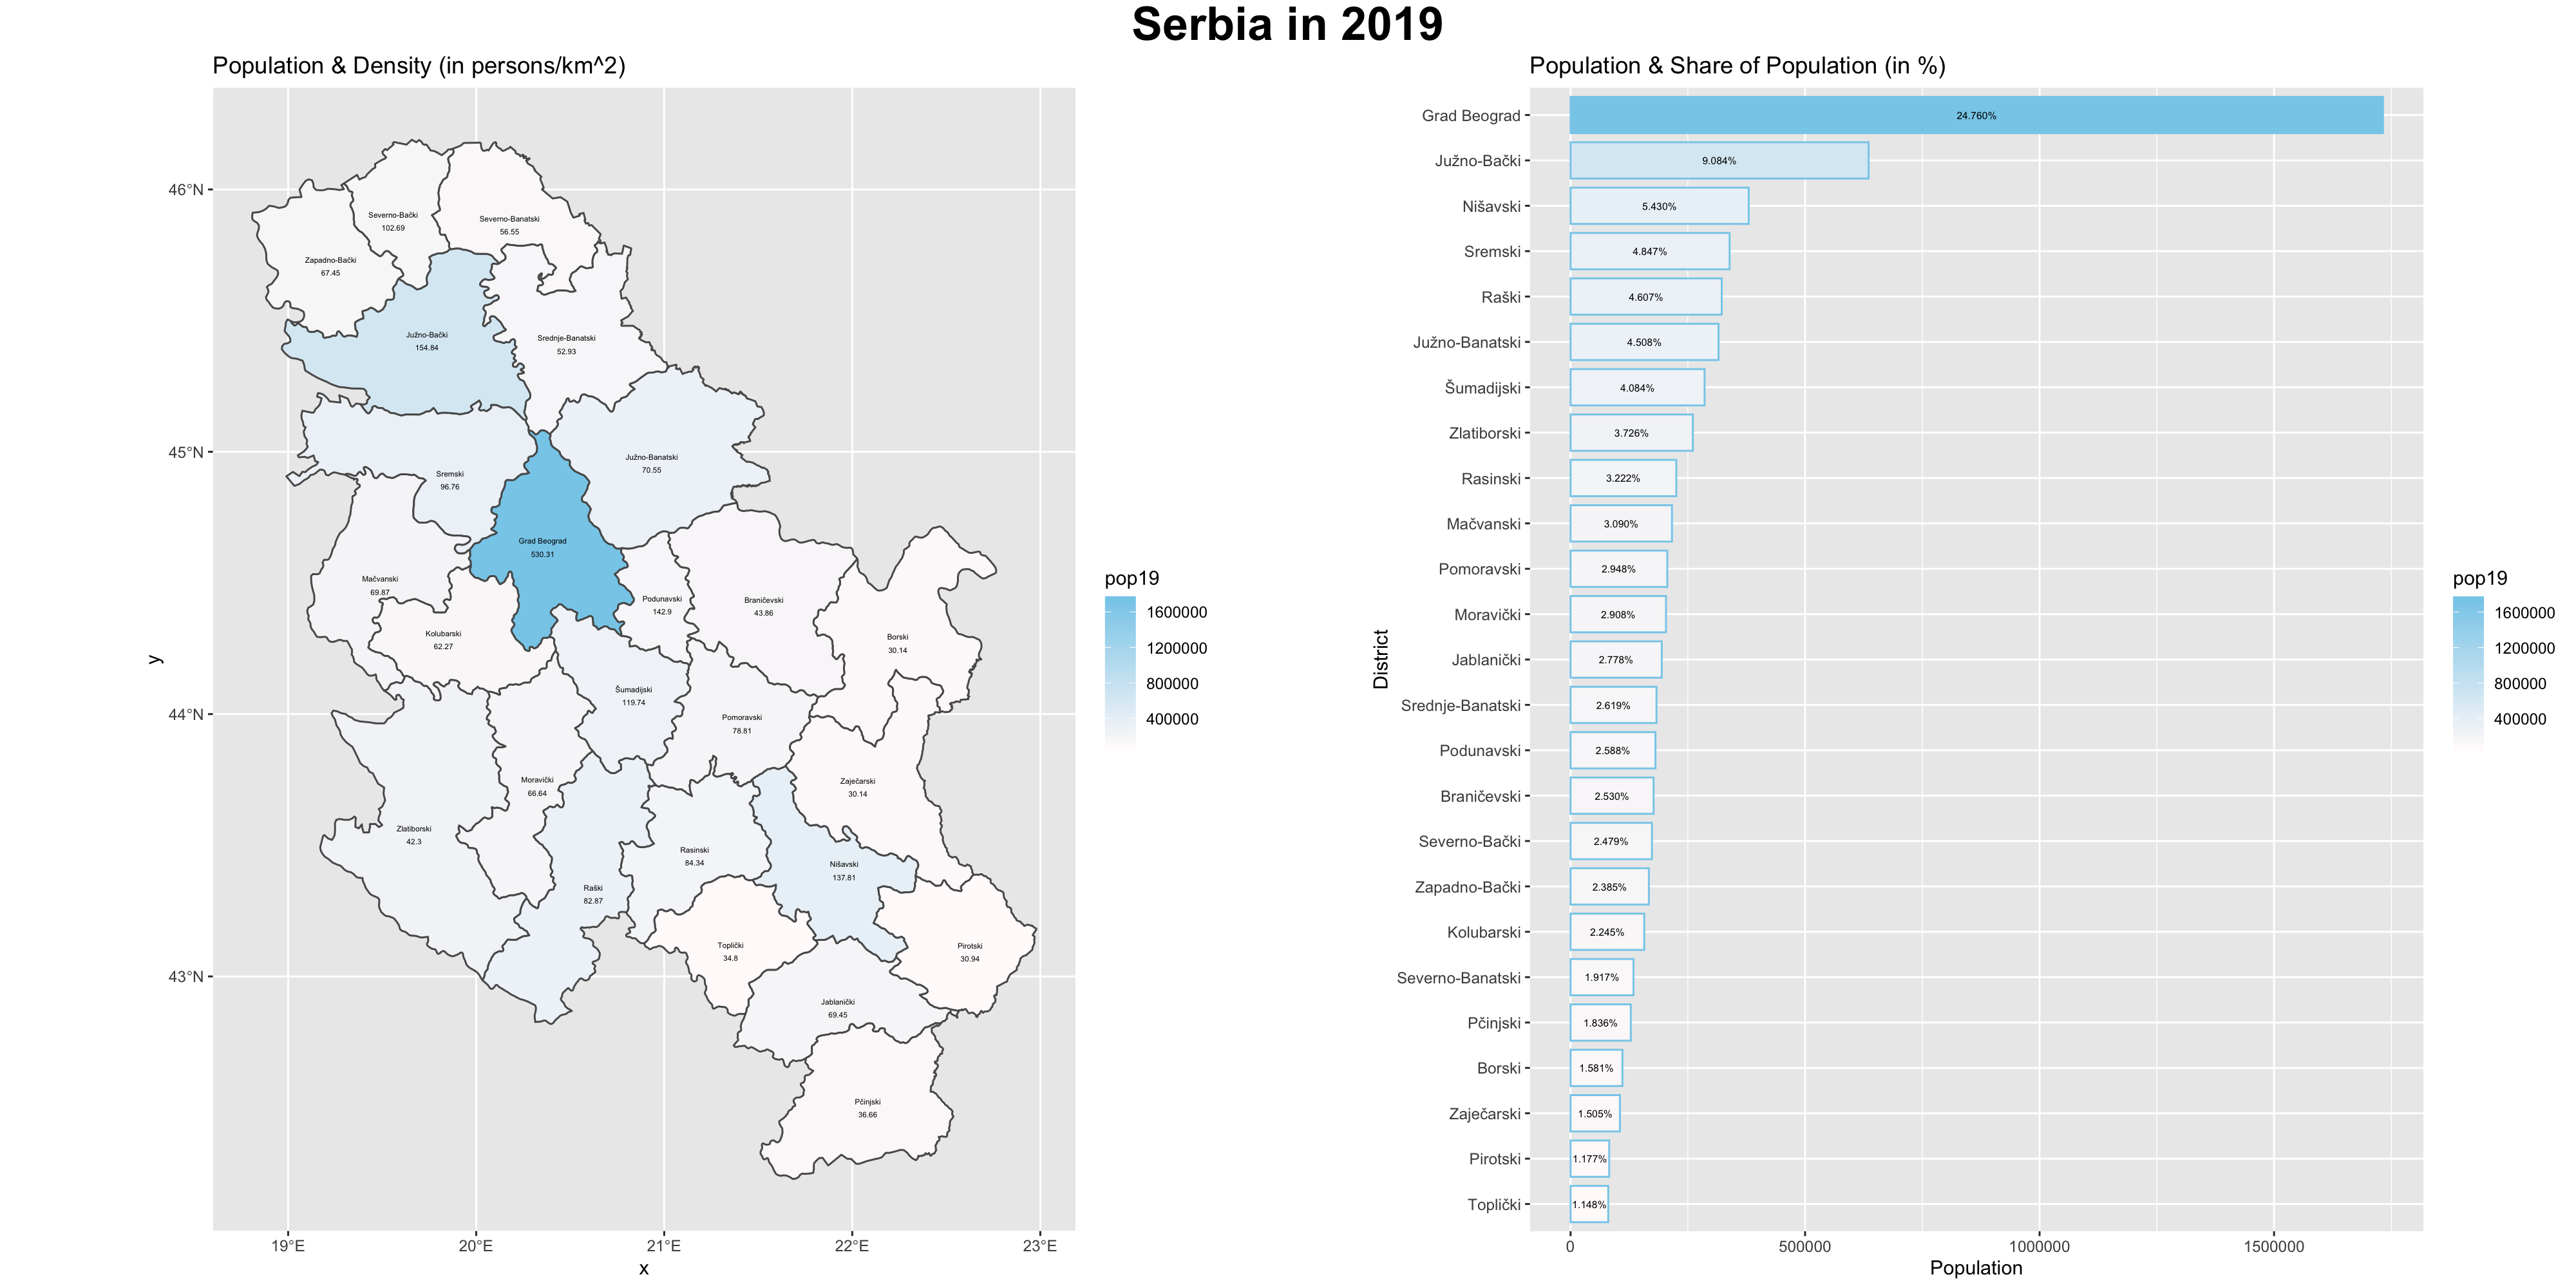 Serbia in 2019
Population & Density (in persons/km^2)
46°N
45°N
44°N
43°N
y
Severno-Bački
102.69
Severno-Banatski
56.55
Zapadno-Bački
67.45
Južno-Bački
154.84
Srednje-Banatski
52.93
Južno-Banatski
70.55
Sremski
96.76
Grad Beograd
530.31
Mačvanski
69.87
Podunavski
142.9
Braničevski
43.86
Kolubarski
62.27
Borski
30.14
Šumadijski
119.74
Pomoravski
78.81
Moravički
66.64
Zaječarski
30.14
Zlatiborski
42.3
Rasinski
84.34
Nišavski
137.81
Raški
82.87
Toplički
34.8
Pirotski
30.94
Jablanički
69.45
Pčinjski
36.66
19°E 20°E 21°E 22°E 23°E
x
pop19
1600000
1200000
800000
400000
Population & Share of Population (in %)
District
Grad Beograd 24.760%
Južno-Bački 9.084%
Nišavski 5.430%
Sremski 4.847%
Raški 4.607%
Južno-Banatski 4.508%
Šumadijski 4.084%
Zlatiborski 3.726%
Rasinski 3.222%
Mačvanski 3.090%
Pomoravski 2.948%
Moravički 2.908%
Jablanički 2.778%
Srednje-Banatski 2.619%
Podunavski 2.588%
Braničevski 2.530%
Severno-Bački 2.479%
Zapadno-Bački 2.385%
Kolubarski 2.245%
Severno-Banatski 1.917%
Pčinjski 1.836%
Borski 1.581%
Zaječarski 1.505%
Pirotski 1.177%
Toplički 1.148%
0 500000 1000000 1500000
Population
pop19
1600000
1200000
800000
400000